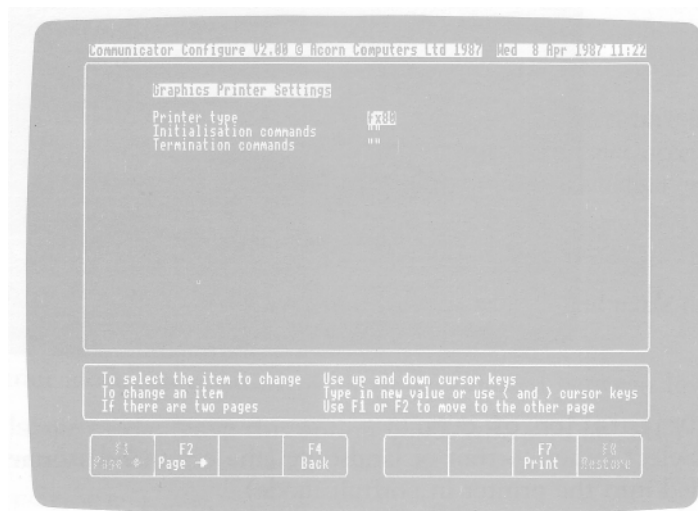 Communicator Configure V2.00 © Acorn Computers Ltd 1987 Wed 8 Apr 1987 11:22
Graphics Printer Settings
Printer type fx80
Initialisation commands ""
Termination commands ""
To select the item to change Use up and down cursor keys
To change an item Type in new value or use < and > cursor keys
If there are two pages Use F1 or F2 to move to the other page
F1 F2 F4 F7 F8
Page Page → Back Print Restore